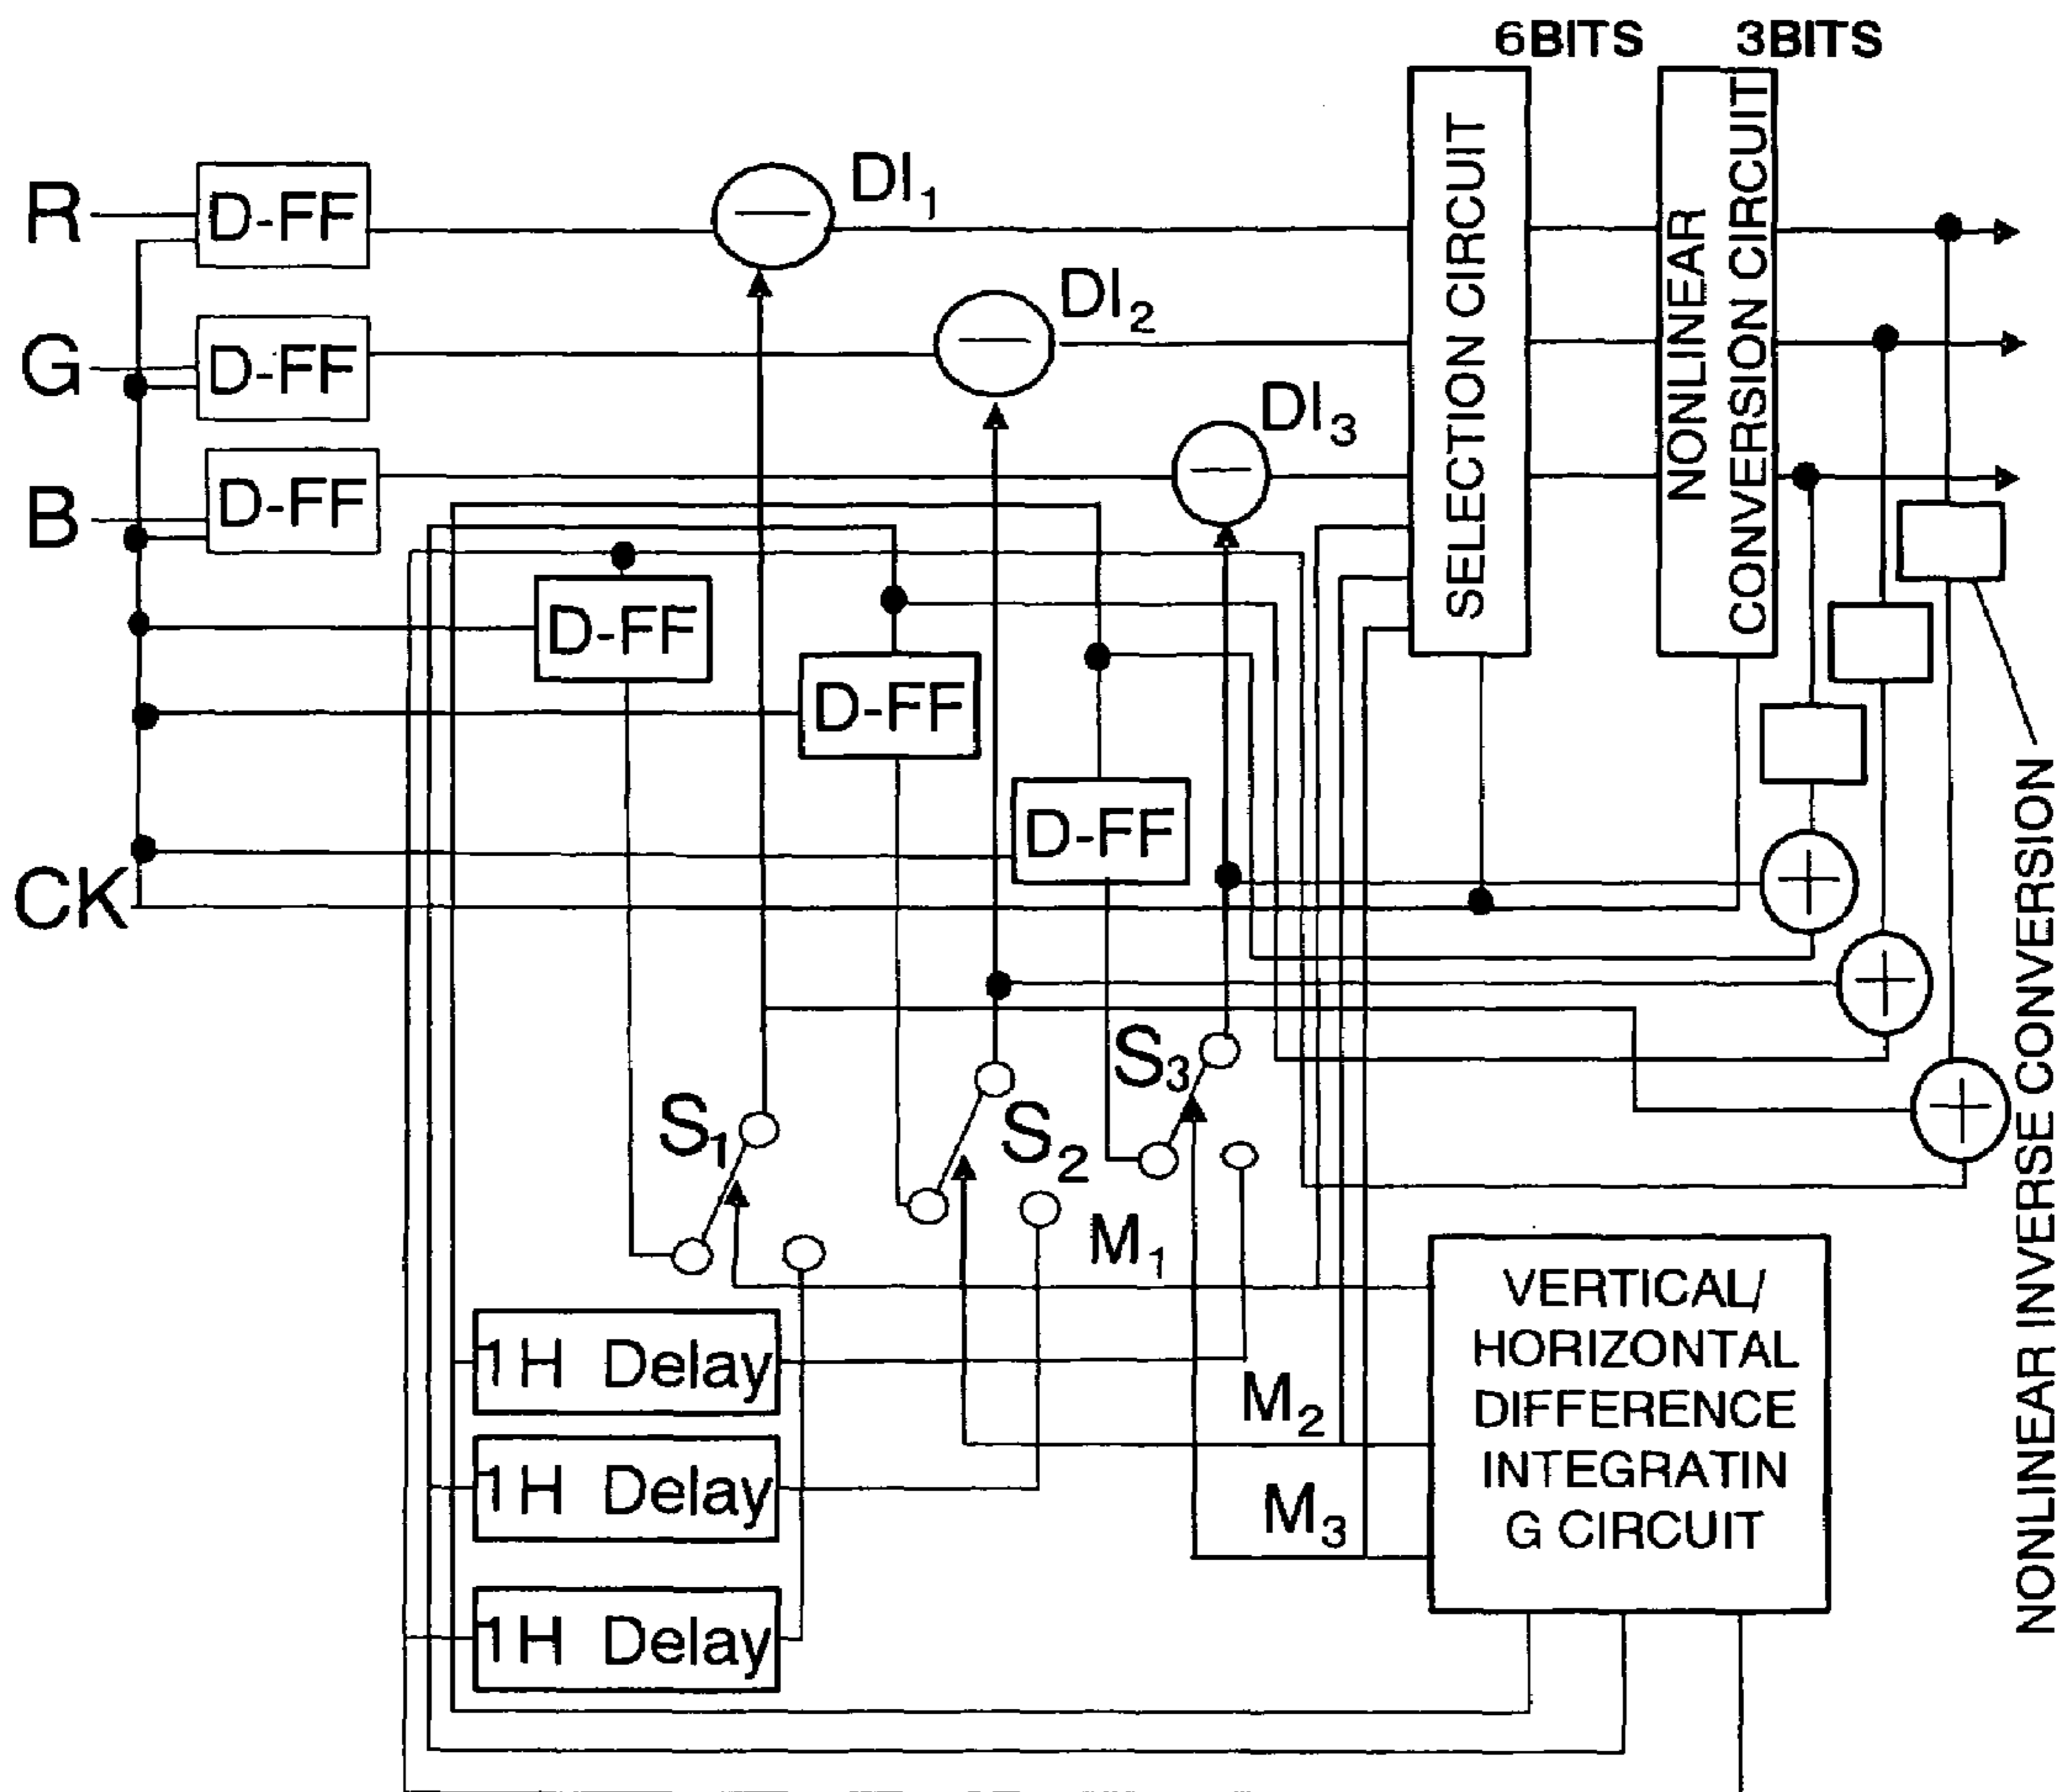 6BITS 3BITS
R D-FF DI1
G D-FF DI2
B D-FF DI3
SELECTION CIRCUIT
NONLINEAR
CONVERSION CIRCUIT
D-FF
D-FF
D-FF
CK
NONLINEAR INVERSE CONVERSION
S1
S2
S3
M1
M2
M3
1H Delay
1H Delay
1H Delay
VERTICAL/
HORIZONTAL
DIFFERENCE
INTEGRATIN
G CIRCUIT